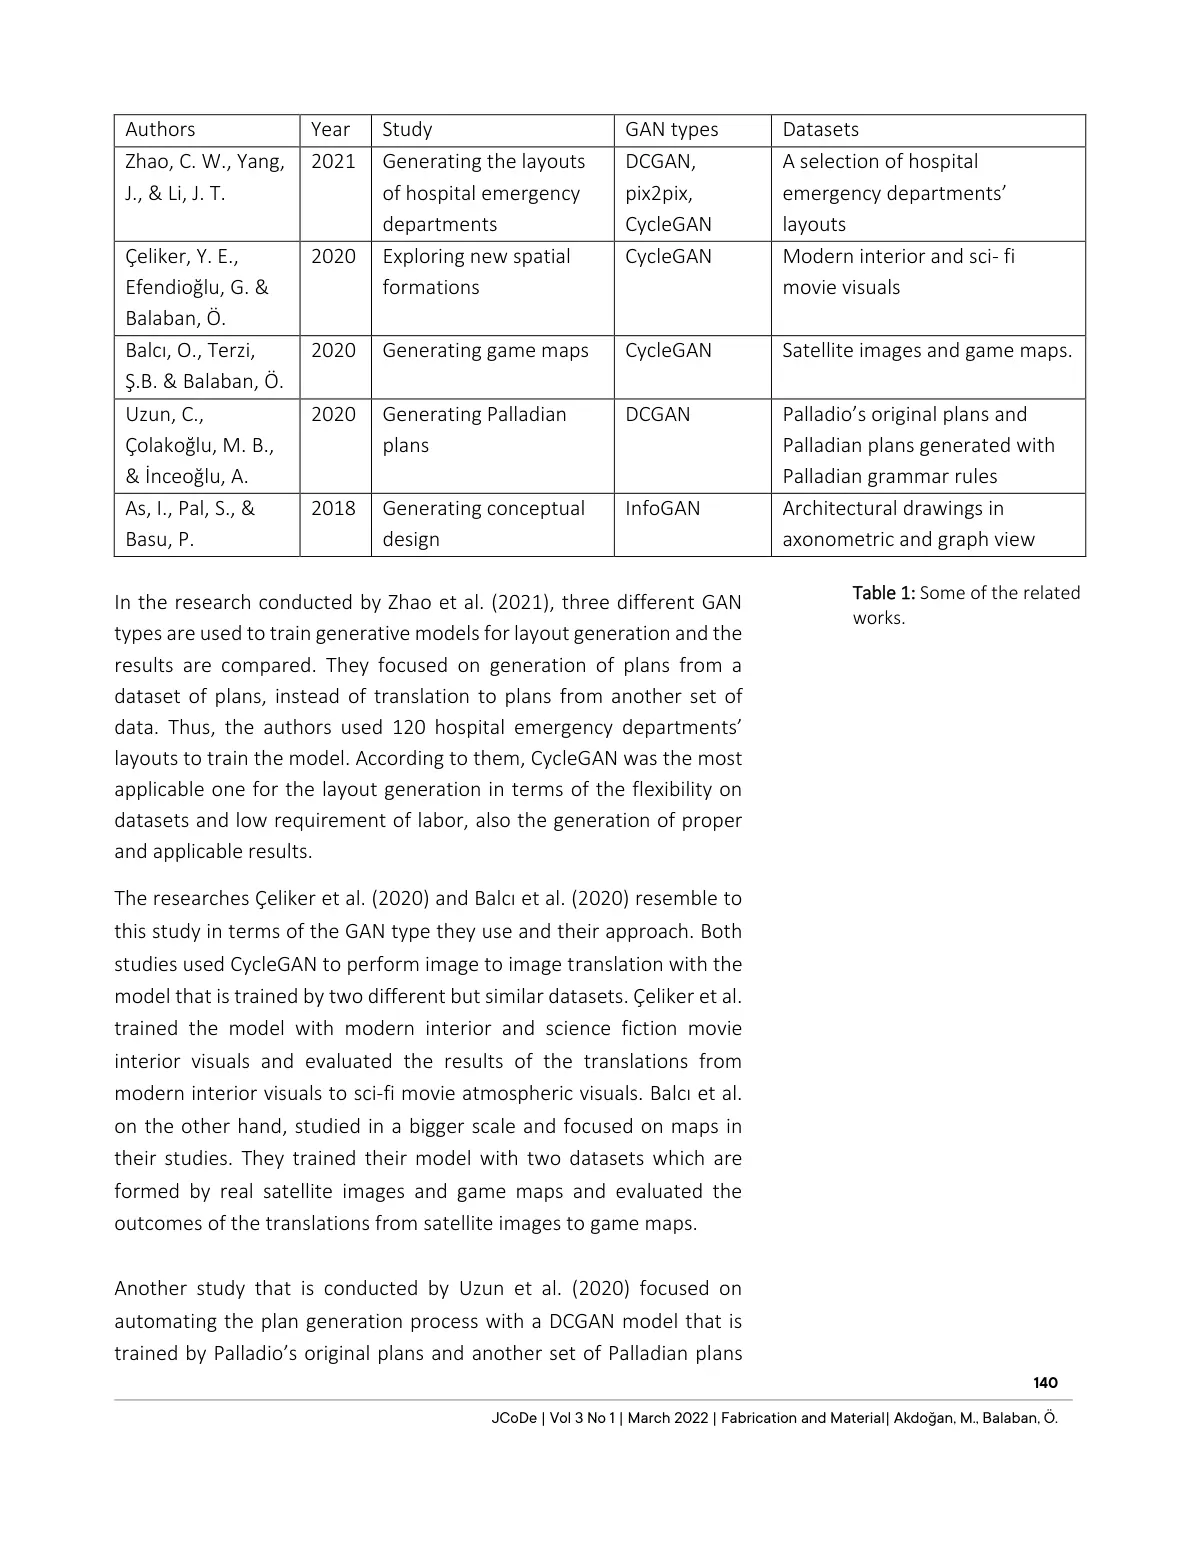 Authors Year Study GAN types Datasets
Zhao, C. W., Yang, 2021 Generating the layouts DCGAN, A selection of hospital
J., & Li, J. T. of hospital emergency pix2pix, emergency departments’
departments CycleGAN layouts
Çeliker, Y. E., 2020 Exploring new spatial CycleGAN Modern interior and sci- fi
Efendioğlu, G. & formations movie visuals
Balaban, Ö.
Balcı, O., Terzi, 2020 Generating game maps CycleGAN Satellite images and game maps.
Ş.B. & Balaban, Ö.
Uzun, C., 2020 Generating Palladian DCGAN Palladio’s original plans and
Çolakoğlu, M. B., plans Palladian plans generated with
& İnceoğlu, A. Palladian grammar rules
As, I., Pal, S., & 2018 Generating conceptual InfoGAN Architectural drawings in
Basu, P. design axonometric and graph view
Table 1: Some of the related
works.
In the research conducted by Zhao et al. (2021), three different GAN
types are used to train generative models for layout generation and the
results are compared. They focused on generation of plans from a
dataset of plans, instead of translation to plans from another set of
data. Thus, the authors used 120 hospital emergency departments’
layouts to train the model. According to them, CycleGAN was the most
applicable one for the layout generation in terms of the flexibility on
datasets and low requirement of labor, also the generation of proper
and applicable results.
The researches Çeliker et al. (2020) and Balcı et al. (2020) resemble to
this study in terms of the GAN type they use and their approach. Both
studies used CycleGAN to perform image to image translation with the
model that is trained by two different but similar datasets. Çeliker et al.
trained the model with modern interior and science fiction movie
interior visuals and evaluated the results of the translations from
modern interior visuals to sci-fi movie atmospheric visuals. Balcı et al.
on the other hand, studied in a bigger scale and focused on maps in
their studies. They trained their model with two datasets which are
formed by real satellite images and game maps and evaluated the
outcomes of the translations from satellite images to game maps.
Another study that is conducted by Uzun et al. (2020) focused on
automating the plan generation process with a DCGAN model that is
trained by Palladio’s original plans and another set of Palladian plans
140
JCoDe | Vol 3 No 1 | March 2022 | Fabrication and Material| Akdoğan, M., Balaban, Ö.